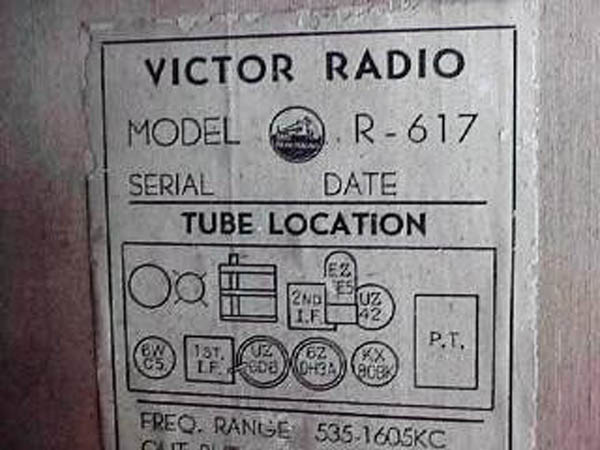 VICTOR RADIO
MODEL R-617
SERIAL DATE
TUBE LOCATION
EZ
E5
2ND
I.F.
UZ
42
P.T.
6W
C5
1ST.
I.F.
UZ
6D6
6Z
DH3A
KX
80BK
FREQ. RANGE 535-1605KC